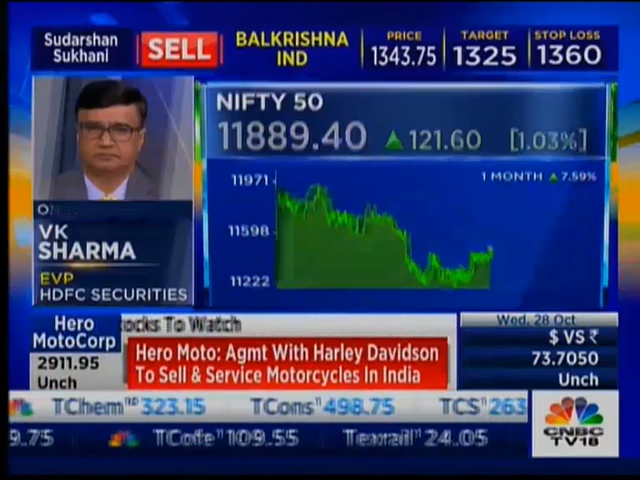 Sudarshan
Sukhani
SELL
BALKRISHNA
IND
PRICE
1343.75
TARGET
1325
STOP LOSS
1360
NIFTY 50
11889.40 ▲ 121.60 [1.03%]
1 MONTH ▲ 7.59%
11971
11598
11222
VK
SHARMA
EVP
HDFC SECURITIES
Hero
MotoCorp
2911.95
Unch
Stocks To Watch
Hero Moto: Agmt With Harley Davidson
To Sell & Service Motorcycles In India
Wed, 28 Oct
$ VS ₹
73.7050
Unch
TChem 323.15 TCons 498.75 TCS 263
9.75 TCofe 109.55 Texrail 24.05
CNBC
TV18